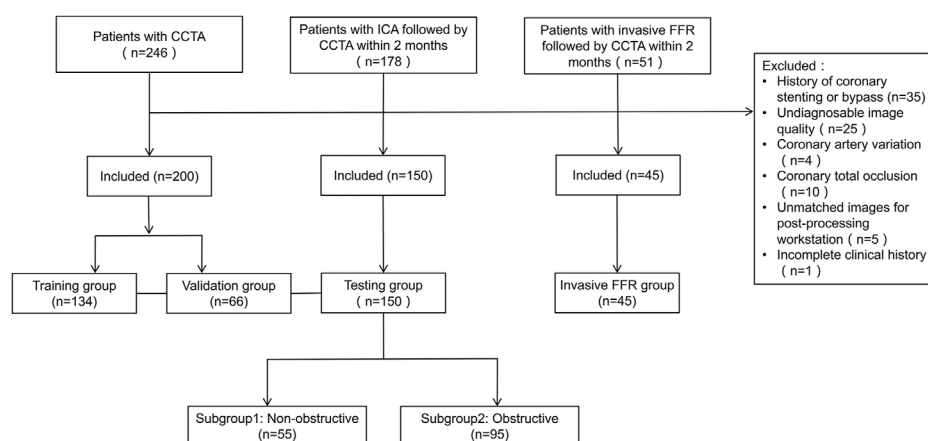 Patients with CCTA
( n=246)
Patients with ICA followed by
CCTA within 2 months
( n=178)
Patients with invasive FFR
followed by CCTA within 2
months ( n=51)
Excluded :
• History of coronary
stenting or bypass (n=35)
• Undiagnosable image
quality ( n=25)
• Coronary artery variation
( n=4)
• Coronary total occlusion
( n=10)
• Unmatched images for
post-processing
workstation ( n=5)
• Incomplete clinical history
( n=1)
Included (n=200)
Included (n=150)
Included (n=45)
Training group
(n=134)
Validation group
(n=66)
Testing group
( n=150 )
Invasive FFR group
(n=45)
Subgroup1: Non-obstructive
(n=55)
Subgroup2: Obstructive
(n=95)